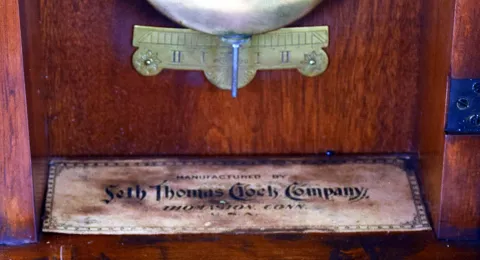 MANUFACTURED BY
Seth Thomas Clock Company,
THOMASTON, CONN.
U.S.A.